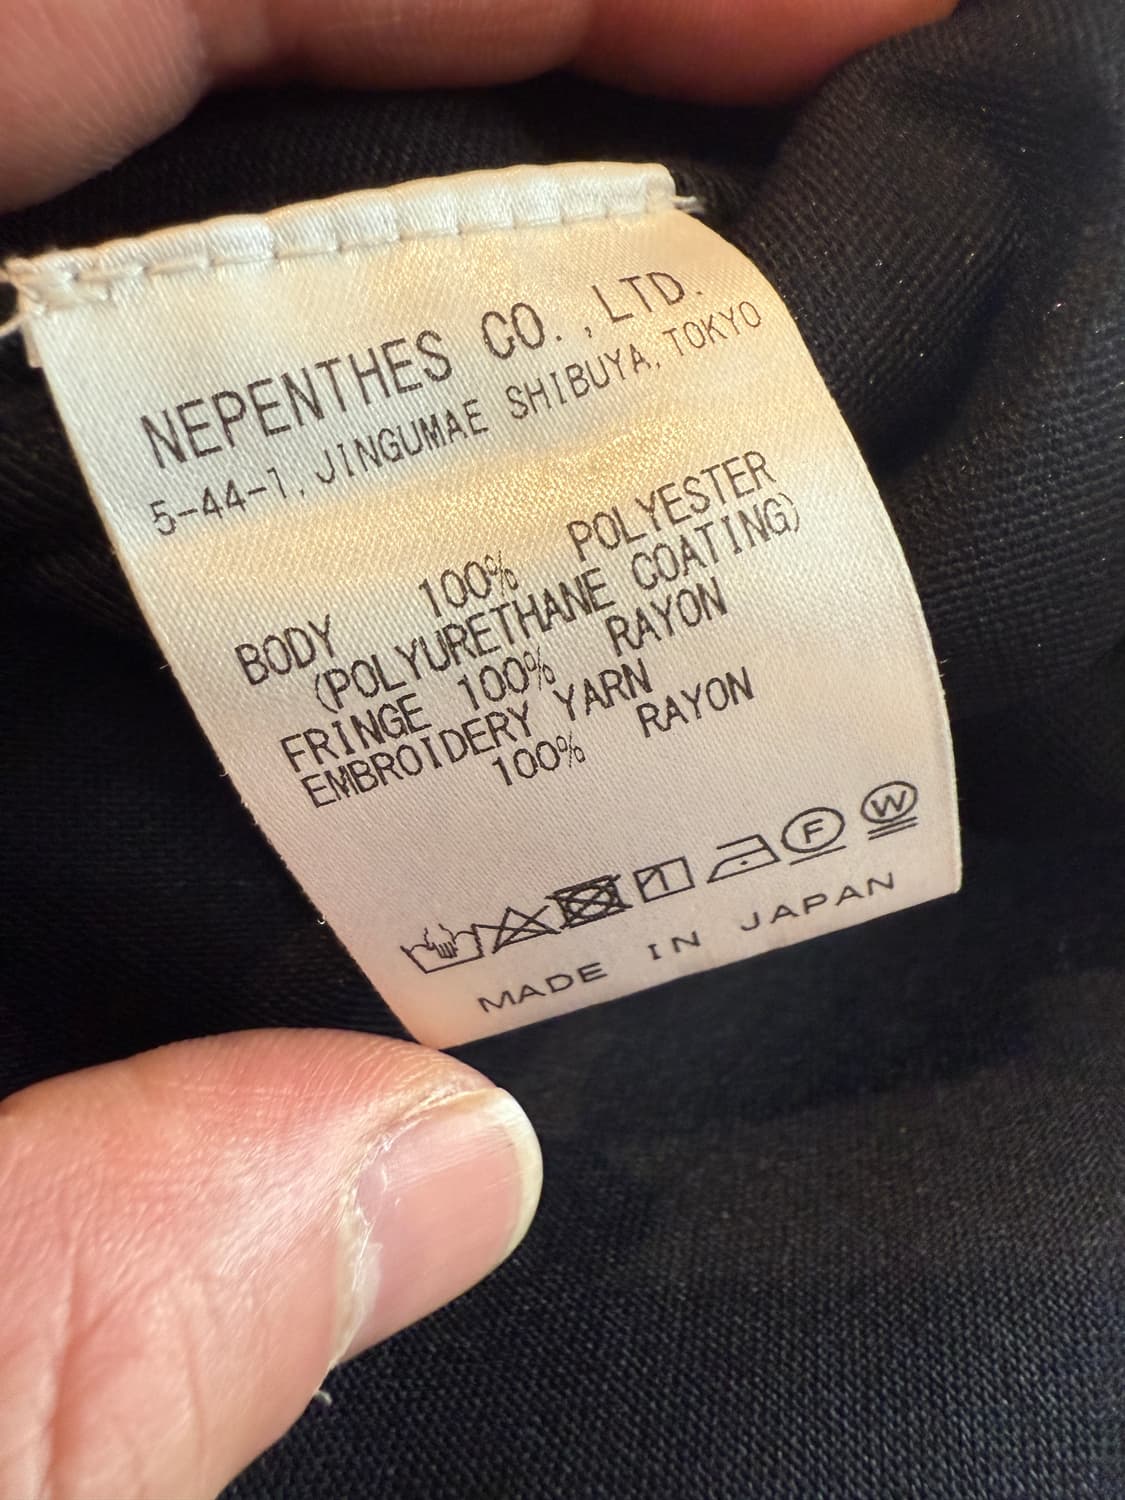 NEPENTHES CO.,LTD.
5-44-1, JINGUMAE SHIBUYA, TOKYO
BODY 100% POLYESTER
(POLYURETHANE COATING)
FRINGE 100% RAYON
EMBROIDERY YARN
100% RAYON
F W
MADE IN JAPAN